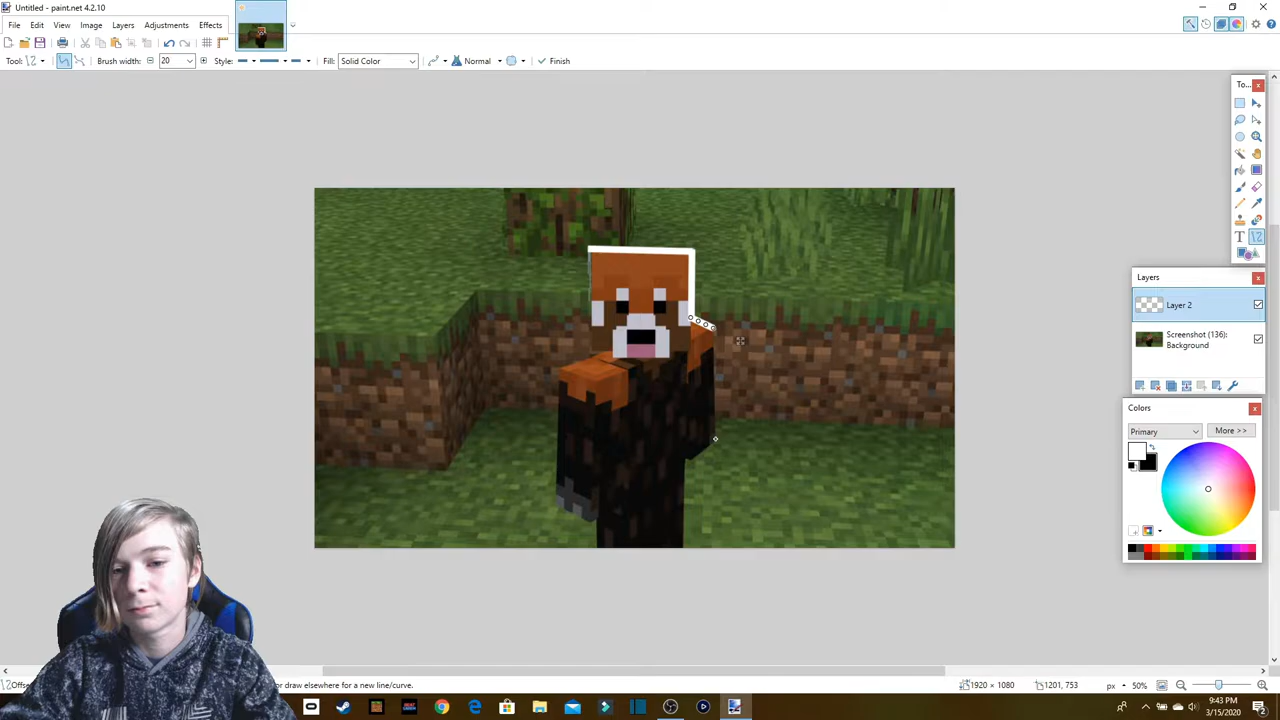 Untitled - paint.net 4.2.10
File Edit View Image Layers Adjustments Effects
Tool: Brush width: 20 Style: Fill: Solid Color Normal Finish
To...
T
Layers
Layer 2
Screenshot (136):
Background
Colors
Primary
More >>
or draw elsewhere for a new line/curve.
1920 × 1080
1201, 753
px
50%
9:43 PM
3/15/2020